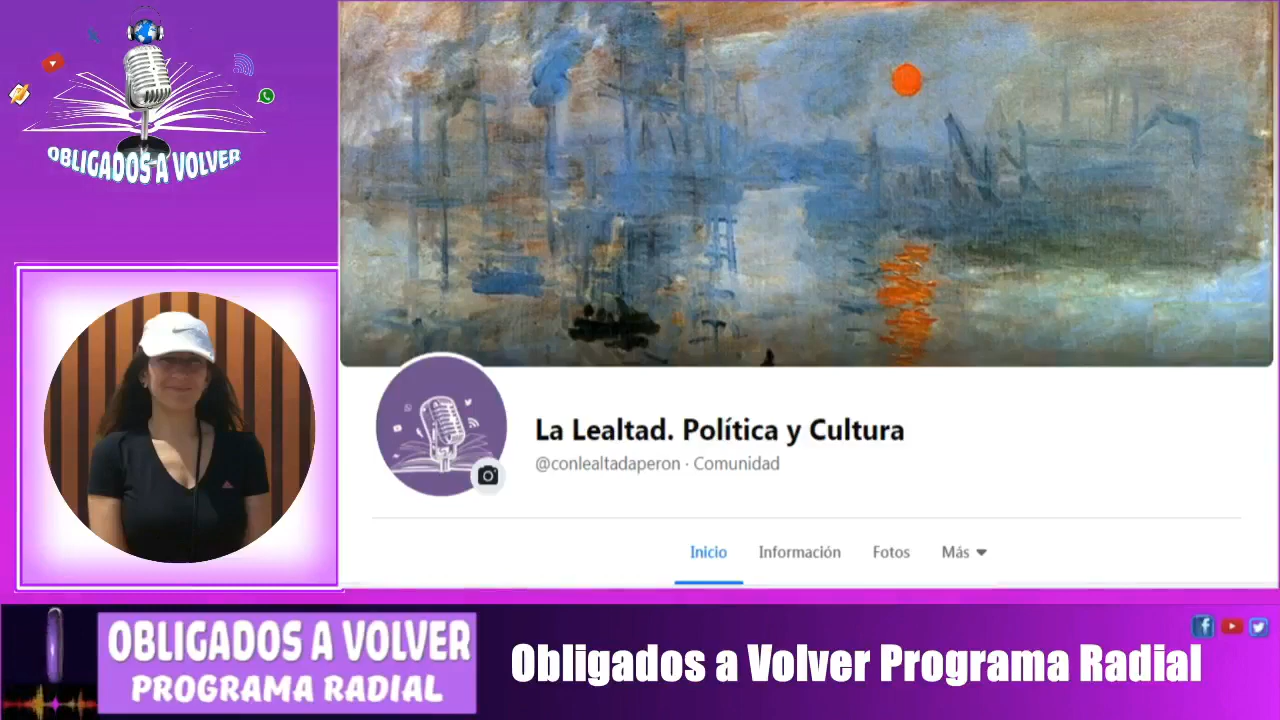 OBLIGADOS A VOLVER
La Lealtad. Política y Cultura
@conlealtadaperon · Comunidad
Inicio
Información
Fotos
Más
OBLIGADOS A VOLVER
PROGRAMA RADIAL
Obligados a Volver Programa Radial